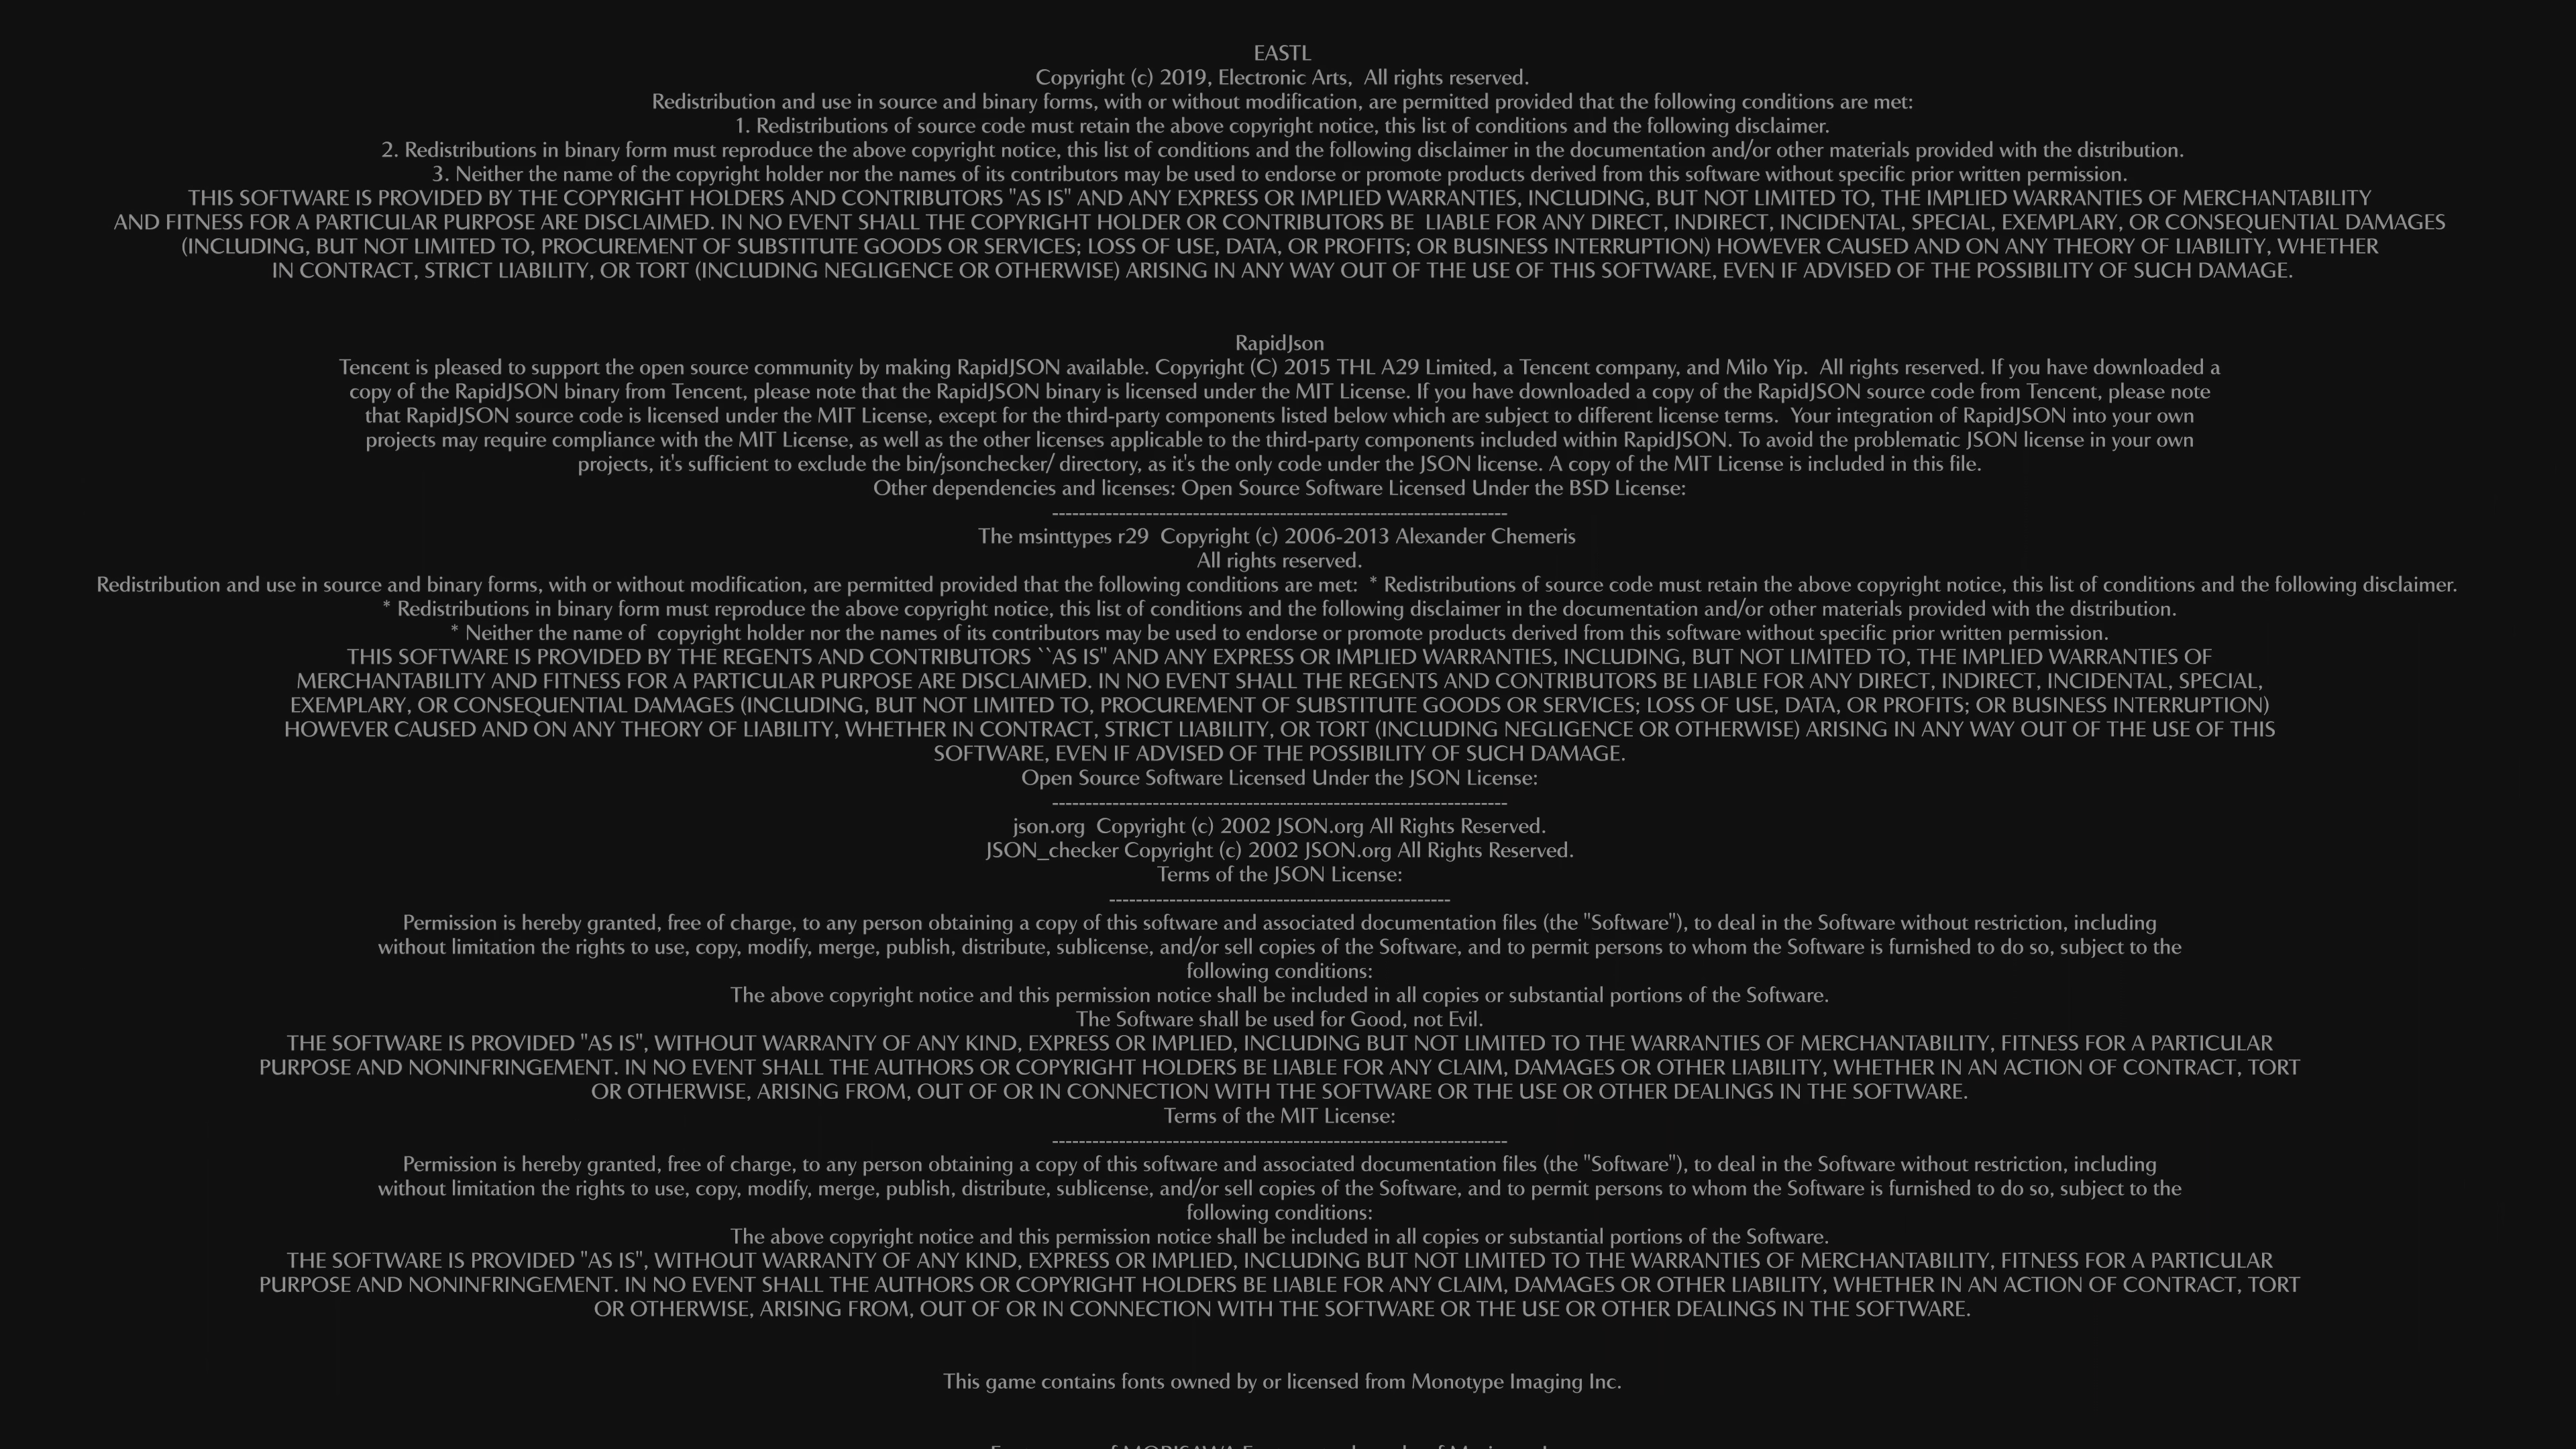 EASTL
Copyright (c) 2019, Electronic Arts,  All rights reserved.
Redistribution and use in source and binary forms, with or without modification, are permitted provided that the following conditions are met:
1. Redistributions of source code must retain the above copyright notice, this list of conditions and the following disclaimer.
2. Redistributions in binary form must reproduce the above copyright notice, this list of conditions and the following disclaimer in the documentation and/or other materials provided with the distribution.
3. Neither the name of the copyright holder nor the names of its contributors may be used to endorse or promote products derived from this software without specific prior written permission.
THIS SOFTWARE IS PROVIDED BY THE COPYRIGHT HOLDERS AND CONTRIBUTORS "AS IS" AND ANY EXPRESS OR IMPLIED WARRANTIES, INCLUDING, BUT NOT LIMITED TO, THE IMPLIED WARRANTIES OF MERCHANTABILITY
AND FITNESS FOR A PARTICULAR PURPOSE ARE DISCLAIMED. IN NO EVENT SHALL THE COPYRIGHT HOLDER OR CONTRIBUTORS BE  LIABLE FOR ANY DIRECT, INDIRECT, INCIDENTAL, SPECIAL, EXEMPLARY, OR CONSEQUENTIAL DAMAGES
(INCLUDING, BUT NOT LIMITED TO, PROCUREMENT OF SUBSTITUTE GOODS OR SERVICES; LOSS OF USE, DATA, OR PROFITS; OR BUSINESS INTERRUPTION) HOWEVER CAUSED AND ON ANY THEORY OF LIABILITY, WHETHER
IN CONTRACT, STRICT LIABILITY, OR TORT (INCLUDING NEGLIGENCE OR OTHERWISE) ARISING IN ANY WAY OUT OF THE USE OF THIS SOFTWARE, EVEN IF ADVISED OF THE POSSIBILITY OF SUCH DAMAGE.
RapidJson
Tencent is pleased to support the open source community by making RapidJSON available. Copyright (C) 2015 THL A29 Limited, a Tencent company, and Milo Yip.  All rights reserved. If you have downloaded a
copy of the RapidJSON binary from Tencent, please note that the RapidJSON binary is licensed under the MIT License. If you have downloaded a copy of the RapidJSON source code from Tencent, please note
that RapidJSON source code is licensed under the MIT License, except for the third-party components listed below which are subject to different license terms.  Your integration of RapidJSON into your own
projects may require compliance with the MIT License, as well as the other licenses applicable to the third-party components included within RapidJSON. To avoid the problematic JSON license in your own
projects, it's sufficient to exclude the bin/jsonchecker/ directory, as it's the only code under the JSON license. A copy of the MIT License is included in this file.
Other dependencies and licenses: Open Source Software Licensed Under the BSD License:
--------------------------------------------------------------------
The msinttypes r29  Copyright (c) 2006-2013 Alexander Chemeris
All rights reserved.
Redistribution and use in source and binary forms, with or without modification, are permitted provided that the following conditions are met:  * Redistributions of source code must retain the above copyright notice, this list of conditions and the following disclaimer.
* Redistributions in binary form must reproduce the above copyright notice, this list of conditions and the following disclaimer in the documentation and/or other materials provided with the distribution.
* Neither the name of  copyright holder nor the names of its contributors may be used to endorse or promote products derived from this software without specific prior written permission.
THIS SOFTWARE IS PROVIDED BY THE REGENTS AND CONTRIBUTORS ``AS IS" AND ANY EXPRESS OR IMPLIED WARRANTIES, INCLUDING, BUT NOT LIMITED TO, THE IMPLIED WARRANTIES OF
MERCHANTABILITY AND FITNESS FOR A PARTICULAR PURPOSE ARE DISCLAIMED. IN NO EVENT SHALL THE REGENTS AND CONTRIBUTORS BE LIABLE FOR ANY DIRECT, INDIRECT, INCIDENTAL, SPECIAL,
EXEMPLARY, OR CONSEQUENTIAL DAMAGES (INCLUDING, BUT NOT LIMITED TO, PROCUREMENT OF SUBSTITUTE GOODS OR SERVICES; LOSS OF USE, DATA, OR PROFITS; OR BUSINESS INTERRUPTION)
HOWEVER CAUSED AND ON ANY THEORY OF LIABILITY, WHETHER IN CONTRACT, STRICT LIABILITY, OR TORT (INCLUDING NEGLIGENCE OR OTHERWISE) ARISING IN ANY WAY OUT OF THE USE OF THIS
SOFTWARE, EVEN IF ADVISED OF THE POSSIBILITY OF SUCH DAMAGE.
Open Source Software Licensed Under the JSON License:
--------------------------------------------------------------------
json.org  Copyright (c) 2002 JSON.org All Rights Reserved.
JSON_checker Copyright (c) 2002 JSON.org All Rights Reserved.
Terms of the JSON License:
---------------------------------------------------
Permission is hereby granted, free of charge, to any person obtaining a copy of this software and associated documentation files (the "Software"), to deal in the Software without restriction, including
without limitation the rights to use, copy, modify, merge, publish, distribute, sublicense, and/or sell copies of the Software, and to permit persons to whom the Software is furnished to do so, subject to the
following conditions:
The above copyright notice and this permission notice shall be included in all copies or substantial portions of the Software.
The Software shall be used for Good, not Evil.
THE SOFTWARE IS PROVIDED "AS IS", WITHOUT WARRANTY OF ANY KIND, EXPRESS OR IMPLIED, INCLUDING BUT NOT LIMITED TO THE WARRANTIES OF MERCHANTABILITY, FITNESS FOR A PARTICULAR
PURPOSE AND NONINFRINGEMENT. IN NO EVENT SHALL THE AUTHORS OR COPYRIGHT HOLDERS BE LIABLE FOR ANY CLAIM, DAMAGES OR OTHER LIABILITY, WHETHER IN AN ACTION OF CONTRACT, TORT
OR OTHERWISE, ARISING FROM, OUT OF OR IN CONNECTION WITH THE SOFTWARE OR THE USE OR OTHER DEALINGS IN THE SOFTWARE.
Terms of the MIT License:
--------------------------------------------------------------------
Permission is hereby granted, free of charge, to any person obtaining a copy of this software and associated documentation files (the "Software"), to deal in the Software without restriction, including
without limitation the rights to use, copy, modify, merge, publish, distribute, sublicense, and/or sell copies of the Software, and to permit persons to whom the Software is furnished to do so, subject to the
following conditions:
The above copyright notice and this permission notice shall be included in all copies or substantial portions of the Software.
THE SOFTWARE IS PROVIDED "AS IS", WITHOUT WARRANTY OF ANY KIND, EXPRESS OR IMPLIED, INCLUDING BUT NOT LIMITED TO THE WARRANTIES OF MERCHANTABILITY, FITNESS FOR A PARTICULAR
PURPOSE AND NONINFRINGEMENT. IN NO EVENT SHALL THE AUTHORS OR COPYRIGHT HOLDERS BE LIABLE FOR ANY CLAIM, DAMAGES OR OTHER LIABILITY, WHETHER IN AN ACTION OF CONTRACT, TORT
OR OTHERWISE, ARISING FROM, OUT OF OR IN CONNECTION WITH THE SOFTWARE OR THE USE OR OTHER DEALINGS IN THE SOFTWARE.
This game contains fonts owned by or licensed from Monotype Imaging Inc.